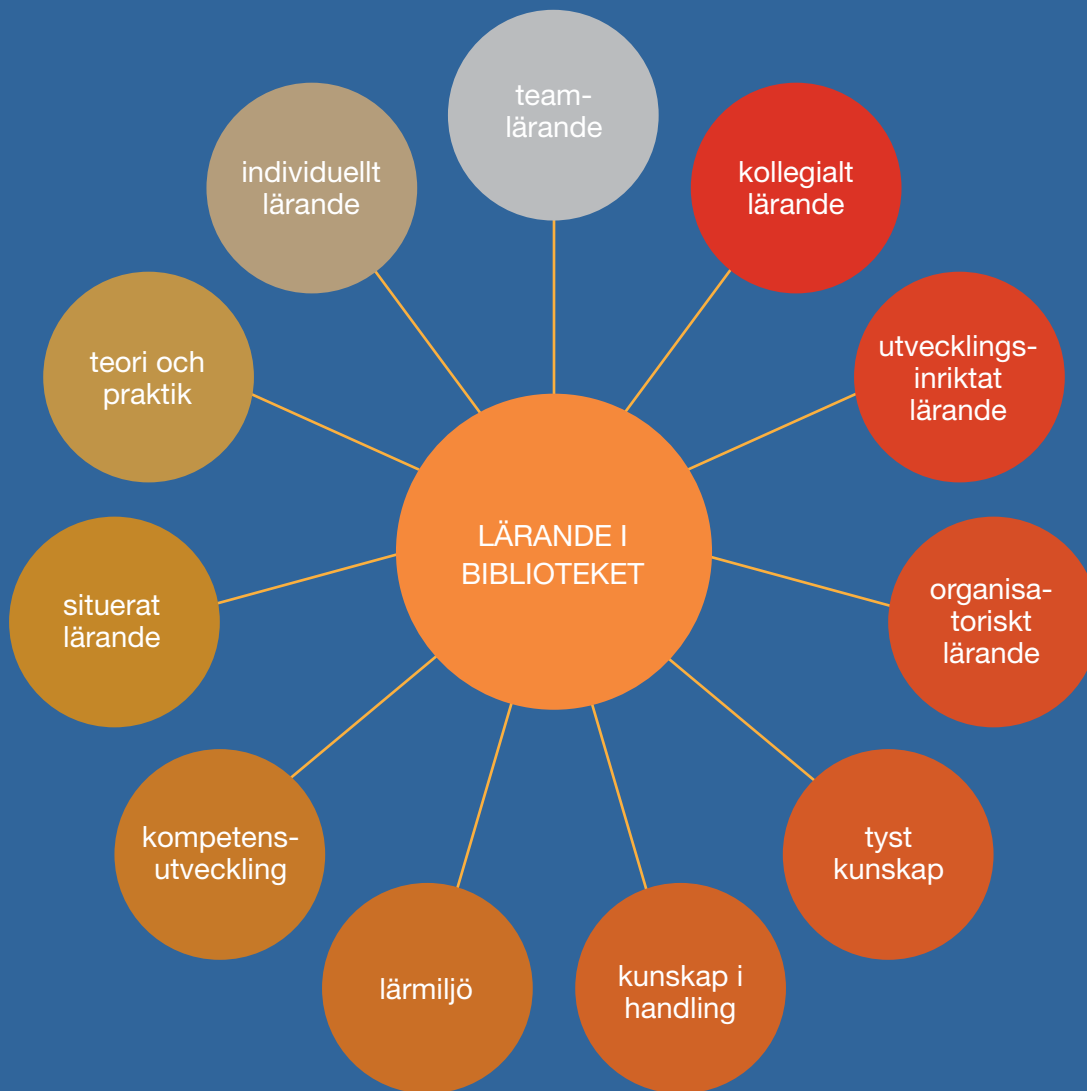 team-
lärande
kollegialt
lärande
utvecklings-
inriktat
lärande
organisa-
toriskt
lärande
tyst
kunskap
kunskap i
handling
lärmiljö
kompetens-
utveckling
situerat
lärande
teori och
praktik
individuellt
lärande
LÄRANDE I
BIBLIOTEKET